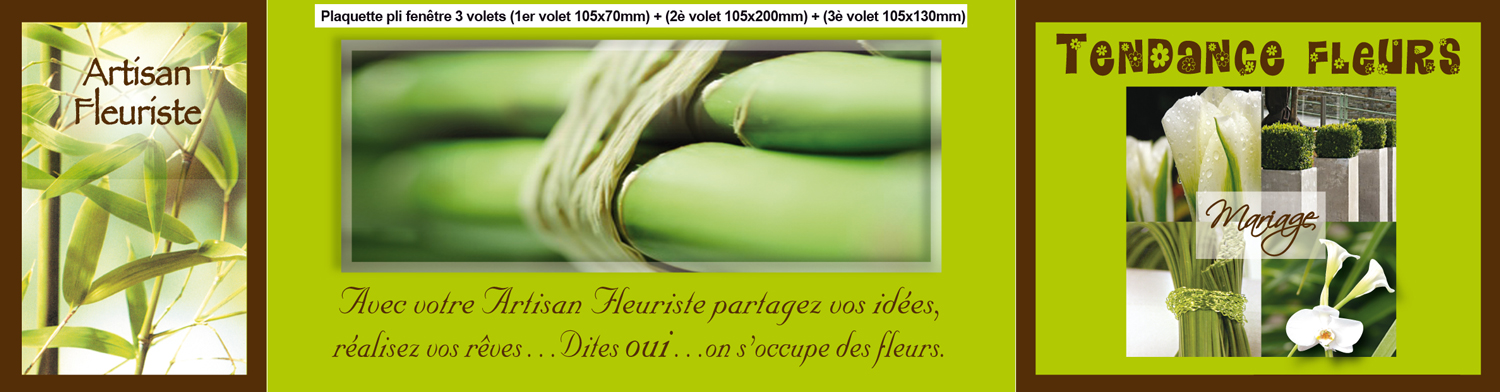 Plaquette pli fenêtre 3 volets (1er volet 105x70mm) + (2è volet 105x200mm) + (3è volet 105x130mm)
Artisan
Fleuriste
Avec votre Artisan Fleuriste partagez vos idées,
réalisez vos rêves ...Dites oui ...on s'occupe des fleurs.
TENDANCE FLEURS
Mariage